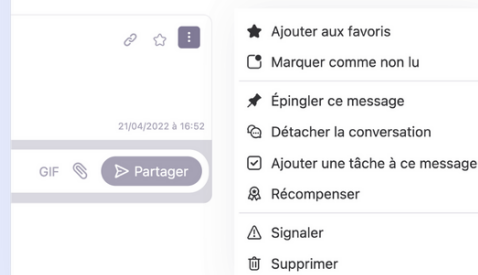 21/04/2022 à 16:52
GIF
Partager
Ajouter aux favoris
Marquer comme non lu
Épingler ce message
Détacher la conversation
Ajouter une tâche à ce message
Récompenser
Signaler
Supprimer